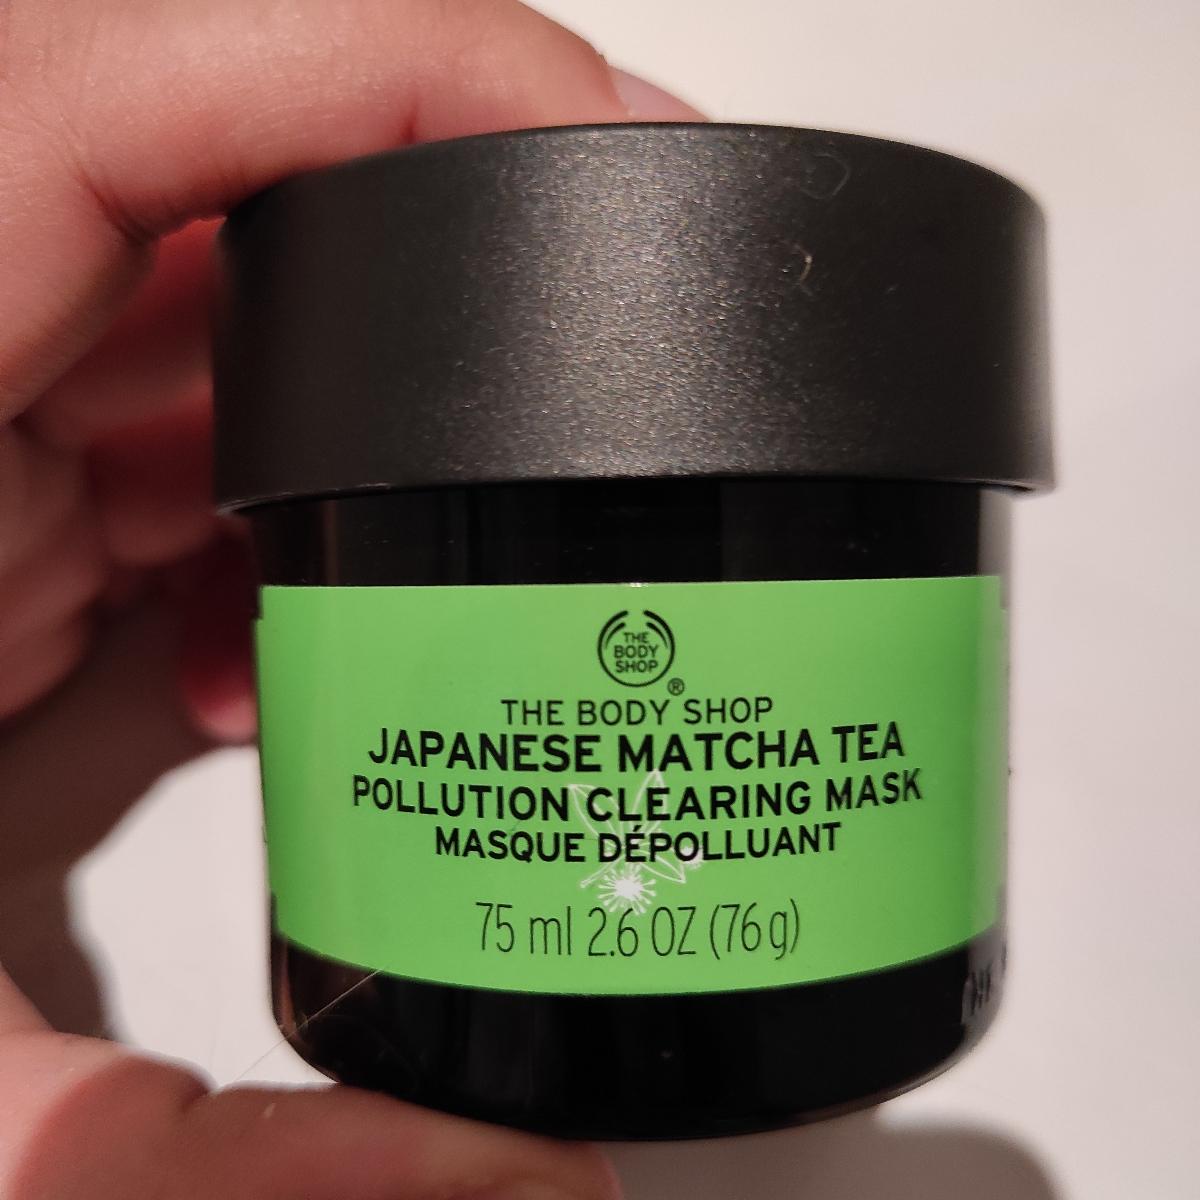 THE
BODY
SHOP
®
THE BODY SHOP
JAPANESE MATCHA TEA
POLLUTION CLEARING MASK
MASQUE DÉPOLLUANT
75 ml 2.6 OZ (76 g)